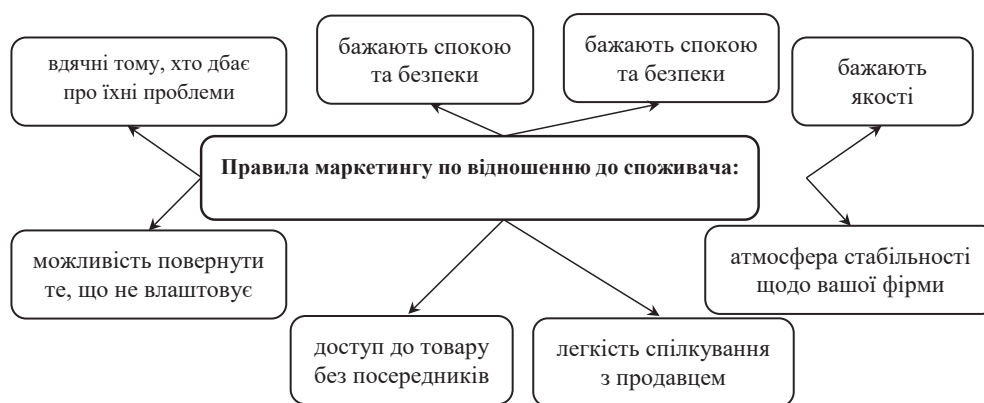 вдячні тому, хто дбає
про їхні проблеми
бажають спокою
та безпеки
бажають спокою
та безпеки
бажають
якості
Правила маркетингу по відношенню до споживача:
можливість повернути
те, що не влаштовує
атмосфера стабільності
щодо вашої фірми
доступ до товару
без посередників
легкість спілкування
з продавцем